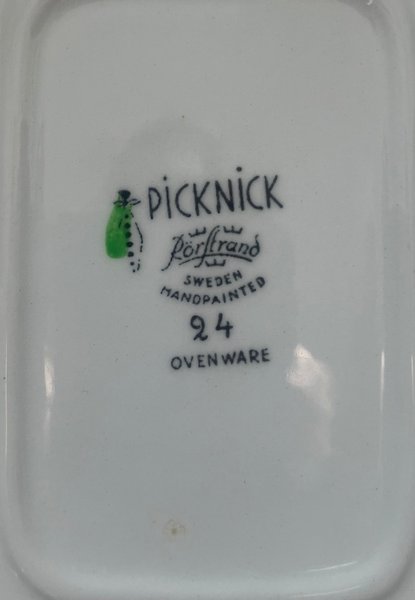 PiCKNiCK
Rörstrand
SWEDEN
HANDPAINTED
24
OVENWARE